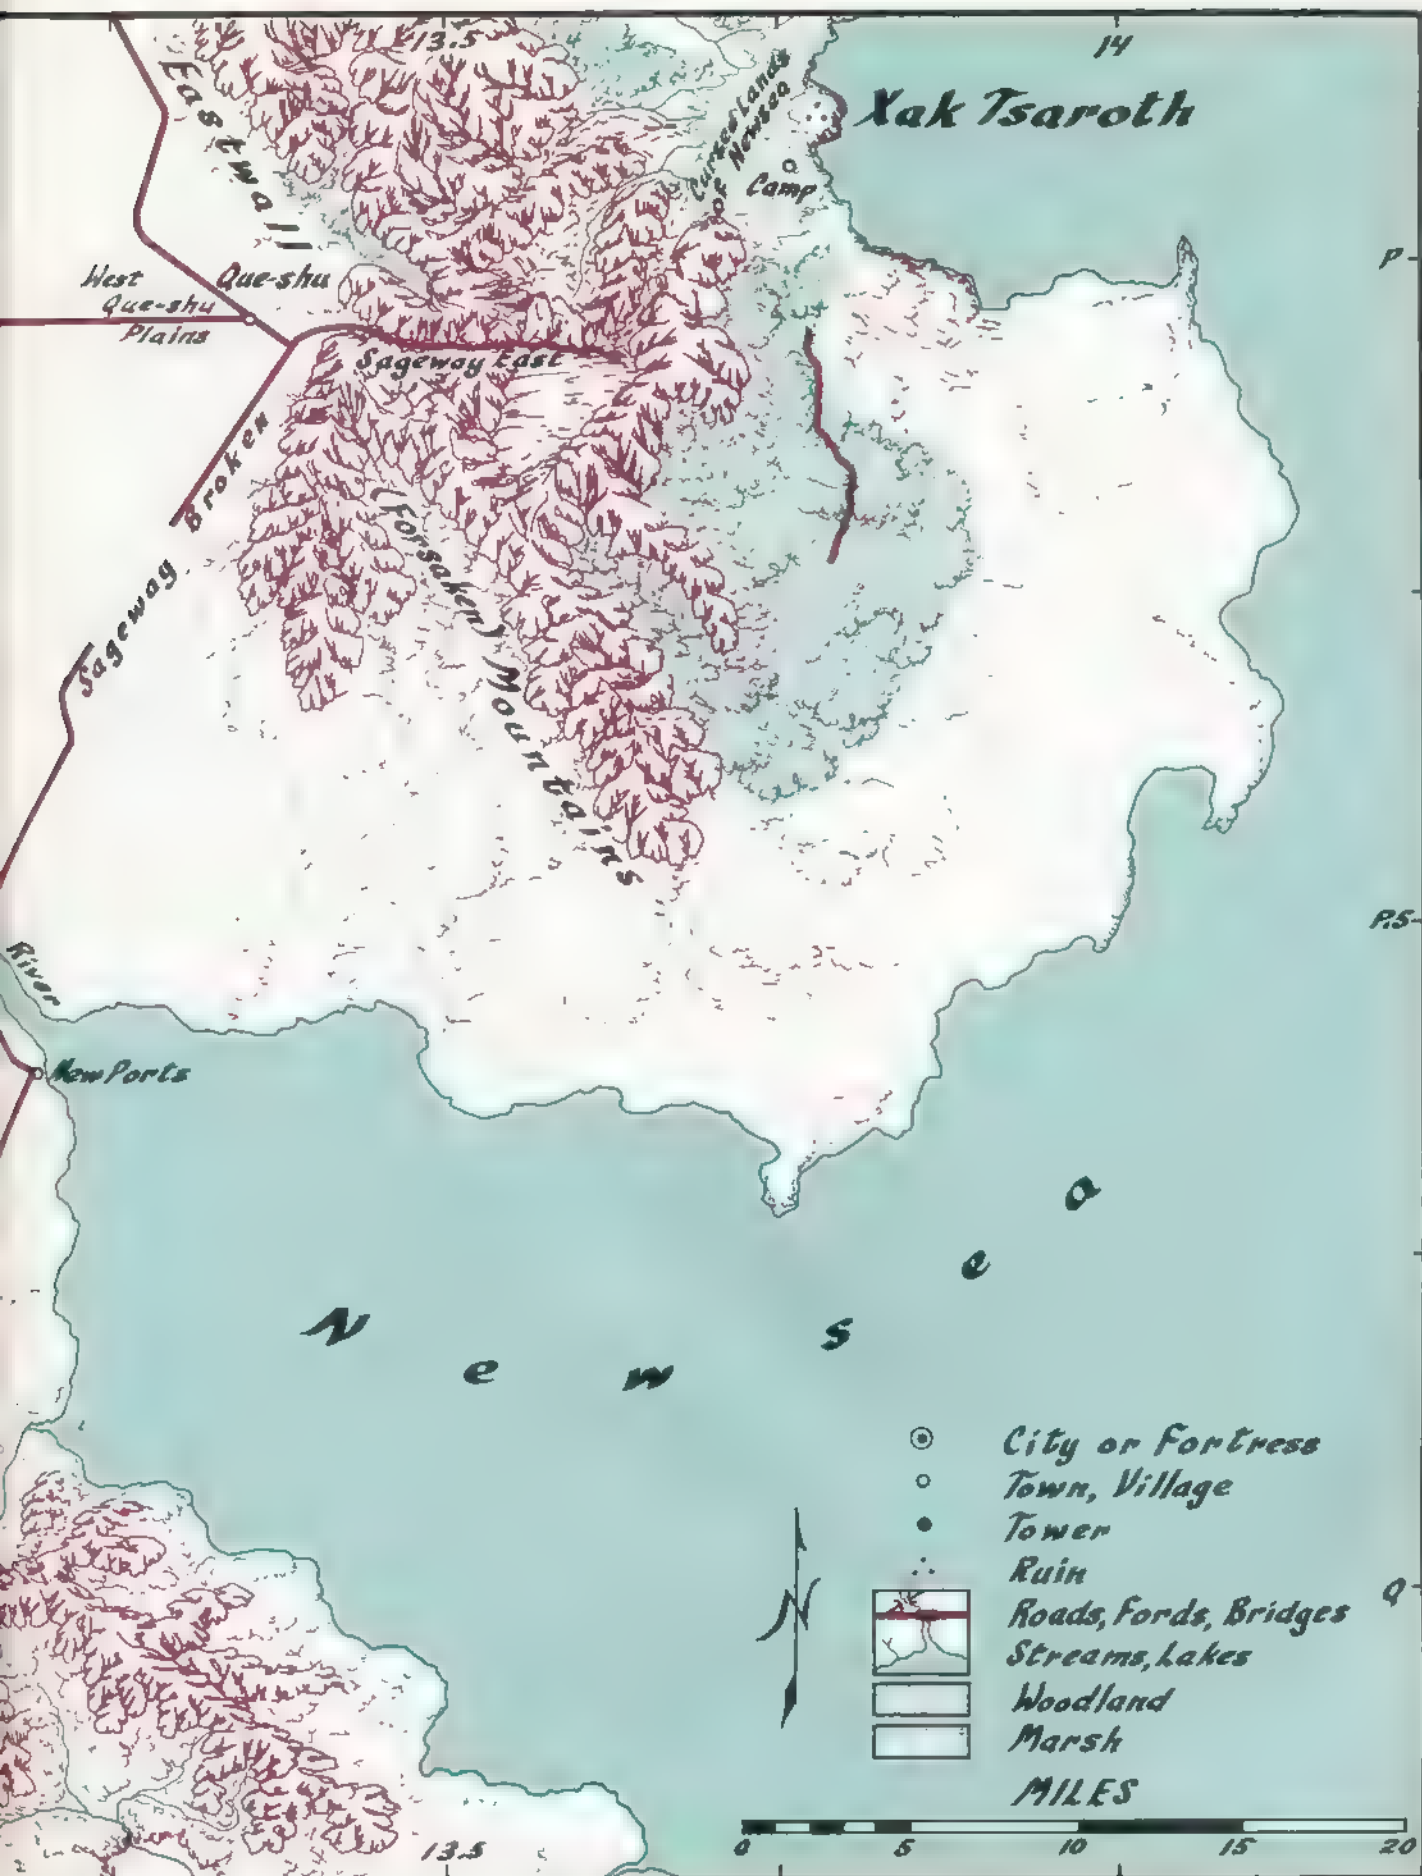 13.5
14
Eastwall
Cursed Lands
of Newsea
Xak Tsaroth
Camp
P
West
Que-shu
Plains
Que-shu
Sageway East
Sageway Broken
(Forsaken) Mountains
P.5
River
New Ports
Newsea
City or Fortress
Town, Village
Tower
Ruin
N
Q
Roads, Fords, Bridges
Streams, Lakes
Woodland
Marsh
MILES
0 5 10 15 20
13.5